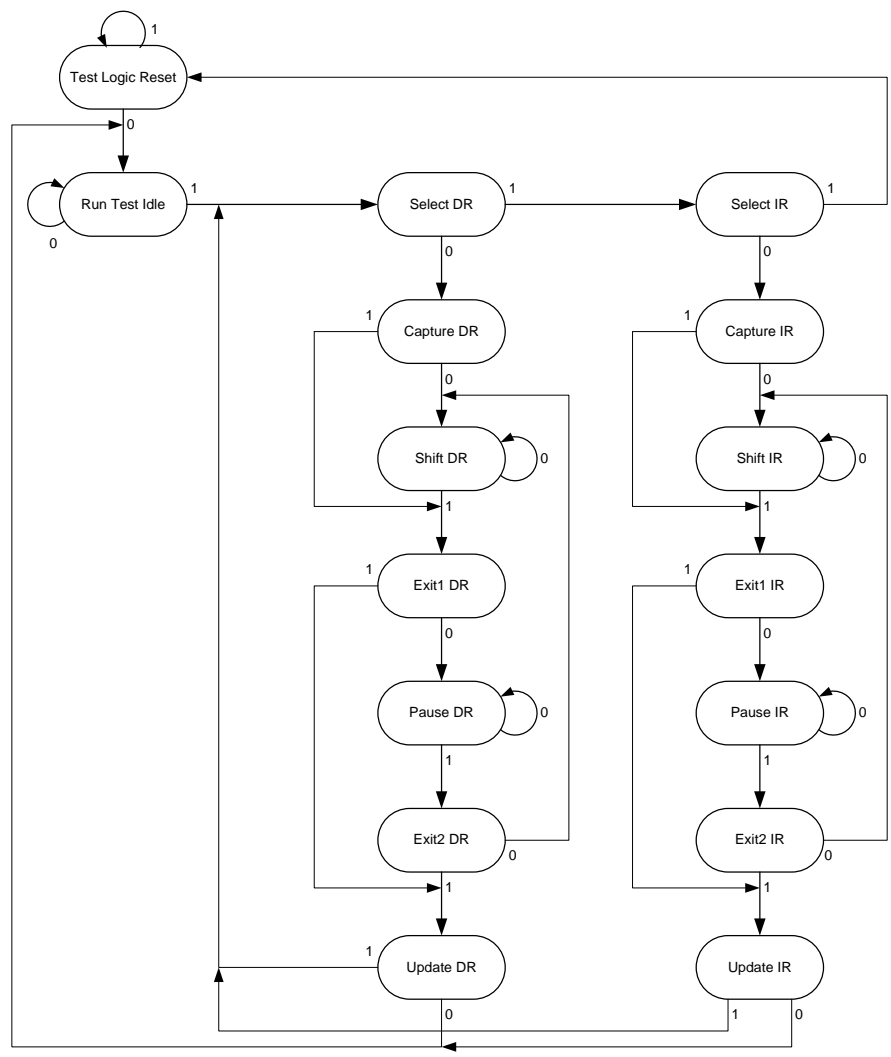 1
Test Logic Reset
0
Run Test Idle
1
0
Select DR
1
Select IR
1
0
0
1
Capture DR
1
Capture IR
0
0
Shift DR
0
Shift IR
0
1
1
1
Exit1 DR
1
Exit1 IR
0
0
Pause DR
0
Pause IR
0
1
1
Exit2 DR
0
Exit2 IR
0
1
1
1
Update DR
Update IR
0
1
0